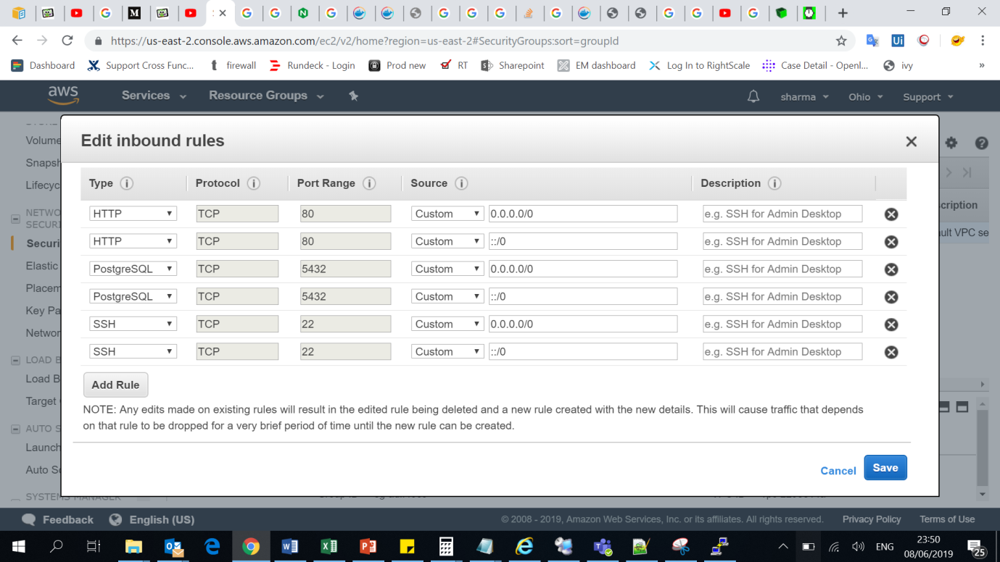 https://us-east-2.console.aws.amazon.com/ec2/v2/home?region=us-east-2#SecurityGroups:sort=groupId
Dashboard Support Cross Func... firewall Rundeck - Login Prod new RT Sharepoint EM dashboard Log In to RightScale Case Detail - OpenI... ivy »
aws Services Resource Groups sharma Ohio Support
Edit inbound rules
Volume
Snapsh
Lifecyc
NETWO
SECURI
Securi
Elastic
Placem
Key Pa
Networ
LOAD B
Load B
Target
AUTO S
Launch
Auto Sc
SYSTEMS MANAGER
cription
ult VPC se
Type Protocol Port Range Source Description
HTTP TCP 80 Custom 0.0.0.0/0 e.g. SSH for Admin Desktop
HTTP TCP 80 Custom ::/0 e.g. SSH for Admin Desktop
PostgreSQL TCP 5432 Custom 0.0.0.0/0 e.g. SSH for Admin Desktop
PostgreSQL TCP 5432 Custom ::/0 e.g. SSH for Admin Desktop
SSH TCP 22 Custom 0.0.0.0/0 e.g. SSH for Admin Desktop
SSH TCP 22 Custom ::/0 e.g. SSH for Admin Desktop
Add Rule
NOTE: Any edits made on existing rules will result in the edited rule being deleted and a new rule created with the new details. This will cause traffic that depends
on that rule to be dropped for a very brief period of time until the new rule can be created.
Cancel Save
Feedback English (US) © 2008 - 2019, Amazon Web Services, Inc. or its affiliates. All rights reserved. Privacy Policy Terms of Use
ENG 23:50
08/06/2019 25